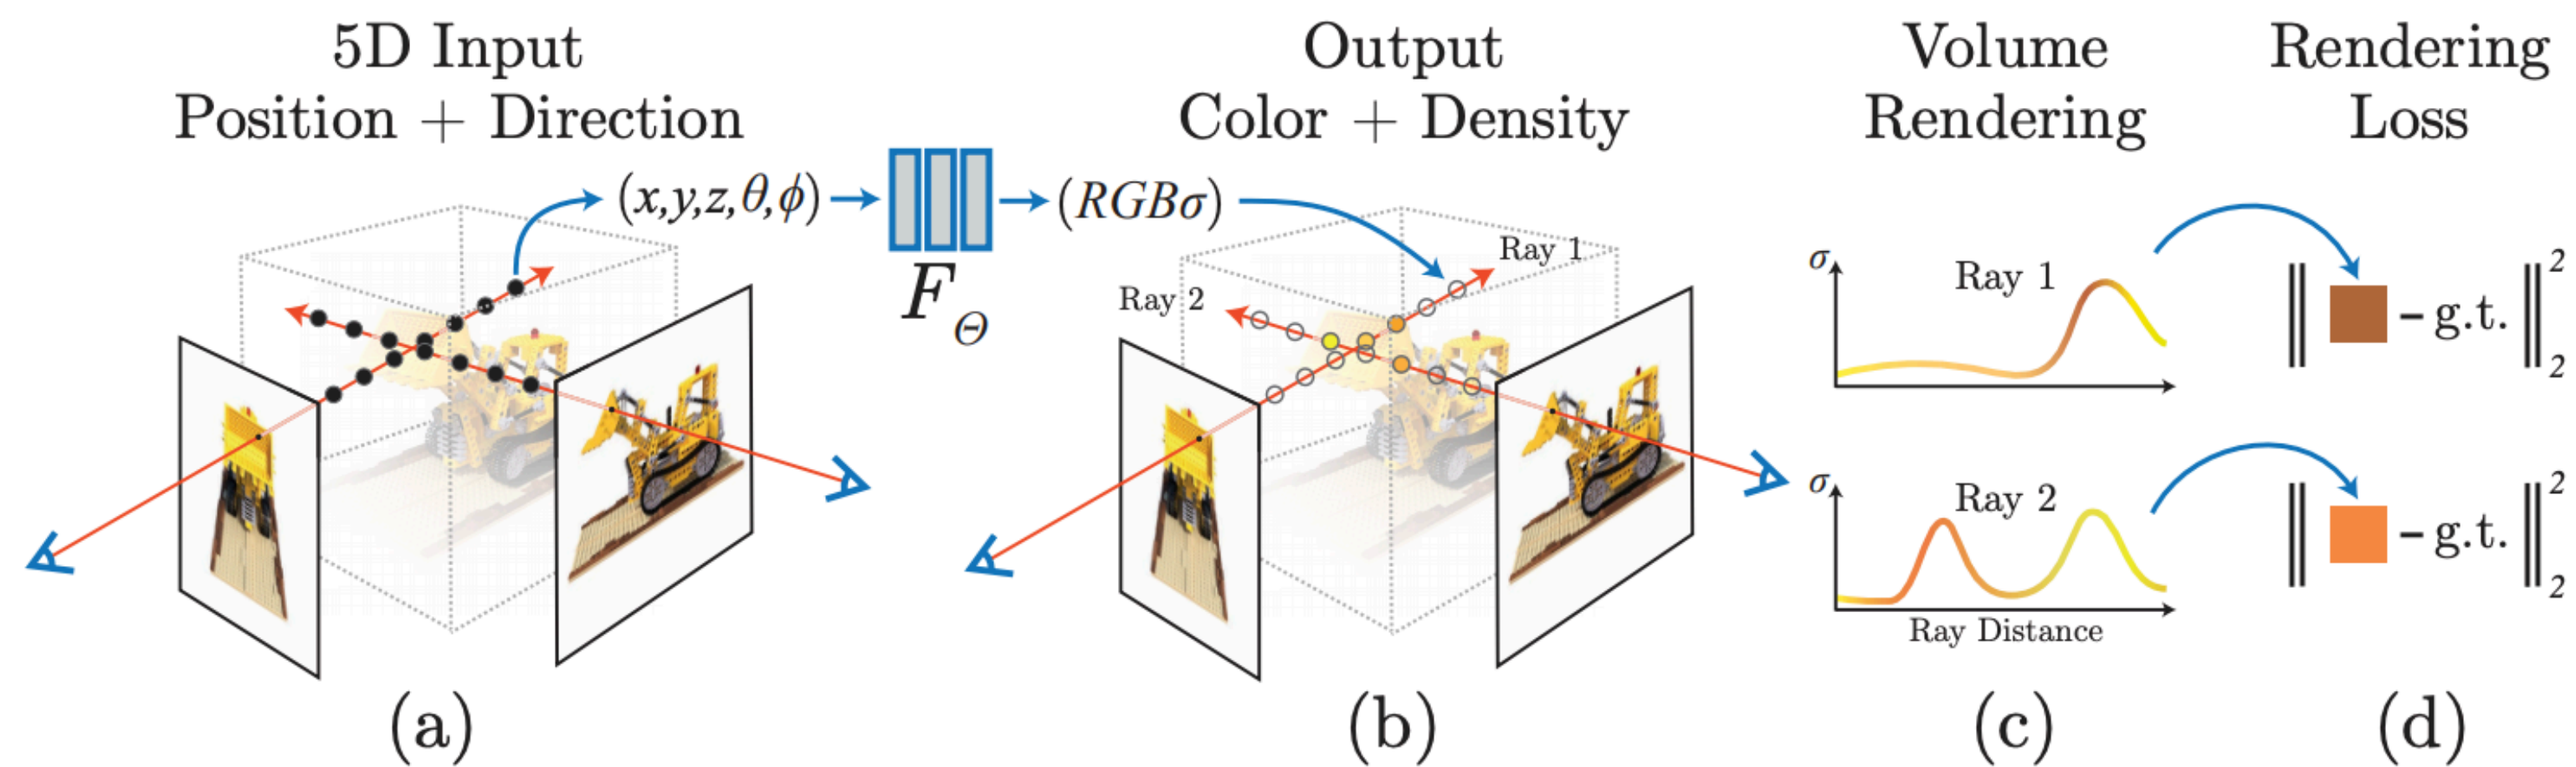 5D Input
Position + Direction
Output
Color + Density
Volume
Rendering
Rendering
Loss
(x,y,z,θ,ϕ)
F_Θ
(RGBσ)
Ray 1
Ray 2
σ
Ray 1
‖ – g.t. ‖²₂
σ
Ray 2
Ray Distance
‖ – g.t. ‖²₂
(a)
(b)
(c)
(d)